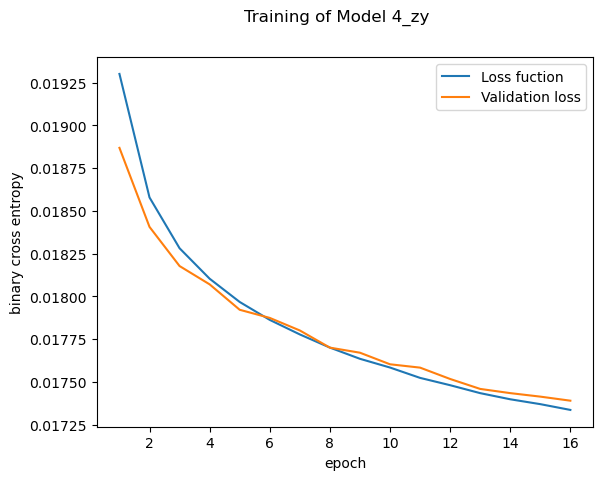 Training of Model 4_zy
Loss fuction
Validation loss
binary cross entropy
0.01925
0.01900
0.01875
0.01850
0.01825
0.01800
0.01775
0.01750
0.01725
2 4 6 8 10 12 14 16
epoch